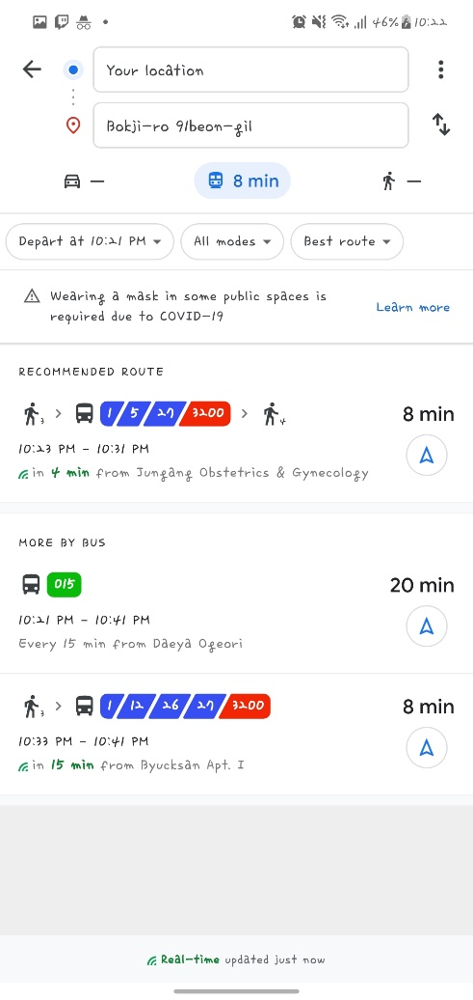 46% 10:22
Your location
Bokji-ro 91beon-gil
— 8 min —
Depart at 10:21 PM All modes Best route
Wearing a mask in some public spaces is
required due to COVID-19
Learn more
RECOMMENDED ROUTE
3 > 1 5 27 3200 > 4 8 min
10:23 PM – 10:31 PM
in 4 min from Jungang Obstetrics & Gynecology
MORE BY BUS
015 20 min
10:21 PM – 10:41 PM
Every 15 min from Daeya Ogeori
3 > 1 12 26 27 3200 8 min
10:33 PM – 10:41 PM
in 15 min from Byucksan Apt. I
Real-time updated just now